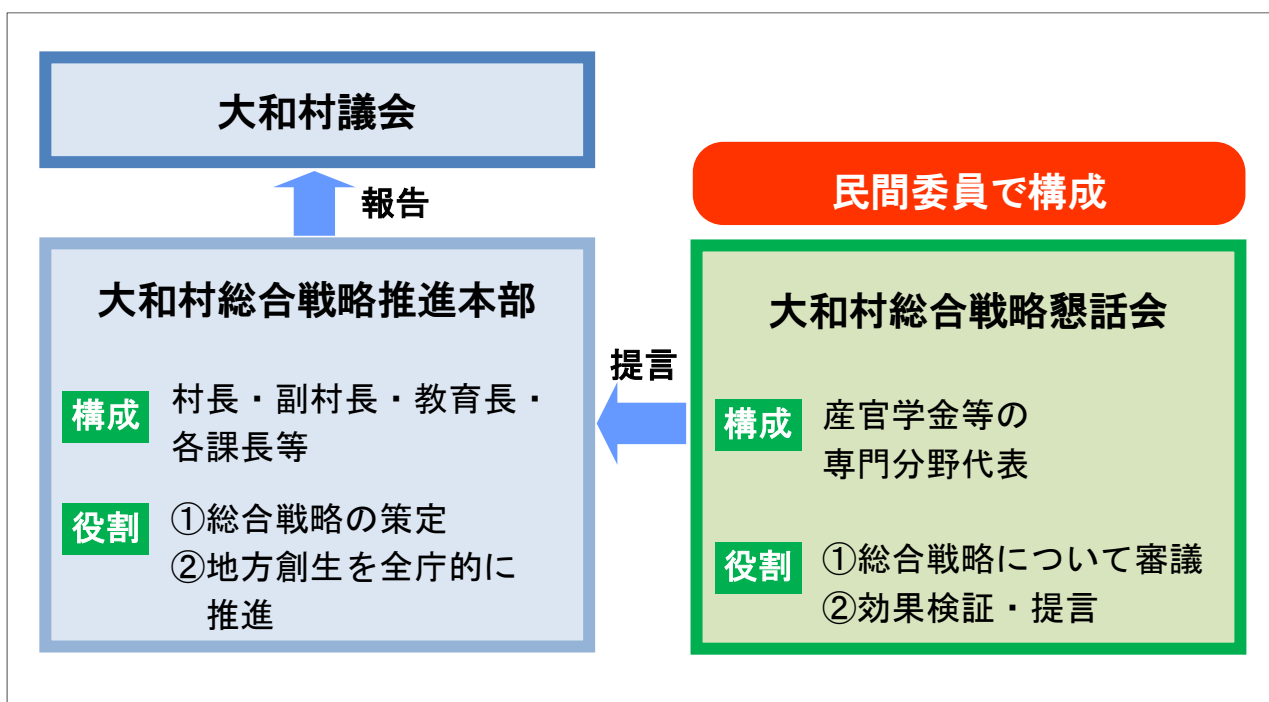 大和村議会
報告
大和村総合戦略推進本部
構成
村長・副村長・教育長・
各課長等
役割
①総合戦略の策定
②地方創生を全庁的に
推進
提言
民間委員で構成
大和村総合戦略懇話会
構成
産官学金等の
専門分野代表
役割
①総合戦略について審議
②効果検証・提言